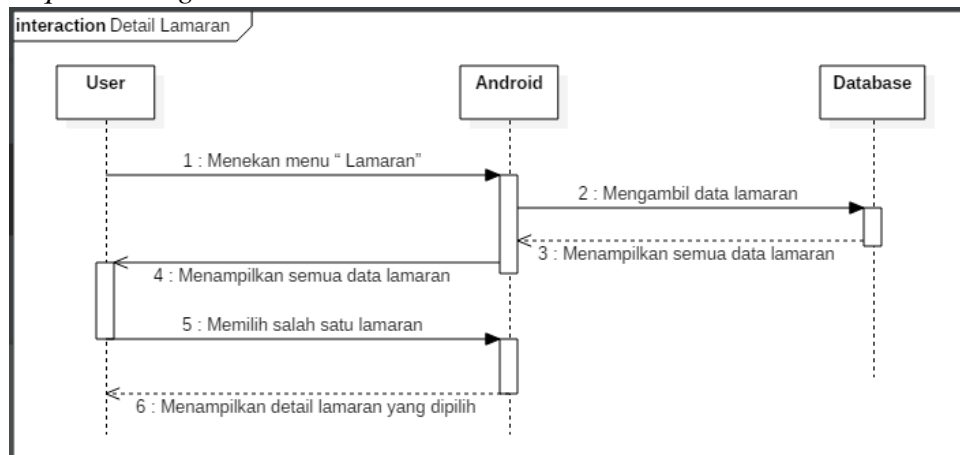 interaction Detail Lamaran
User
Android
Database
1 : Menekan menu “ Lamaran”
2 : Mengambil data lamaran
3 : Menampilkan semua data lamaran
4 : Menampilkan semua data lamaran
5 : Memilih salah satu lamaran
6 : Menampilkan detail lamaran yang dipilih